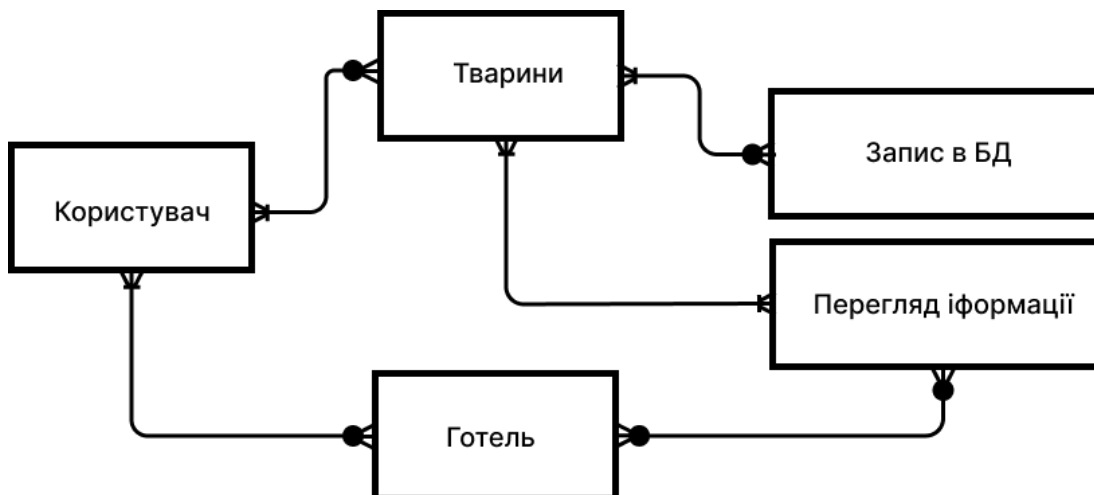 Тварини
Запис в БД
Користувач
Перегляд іформації
Готель